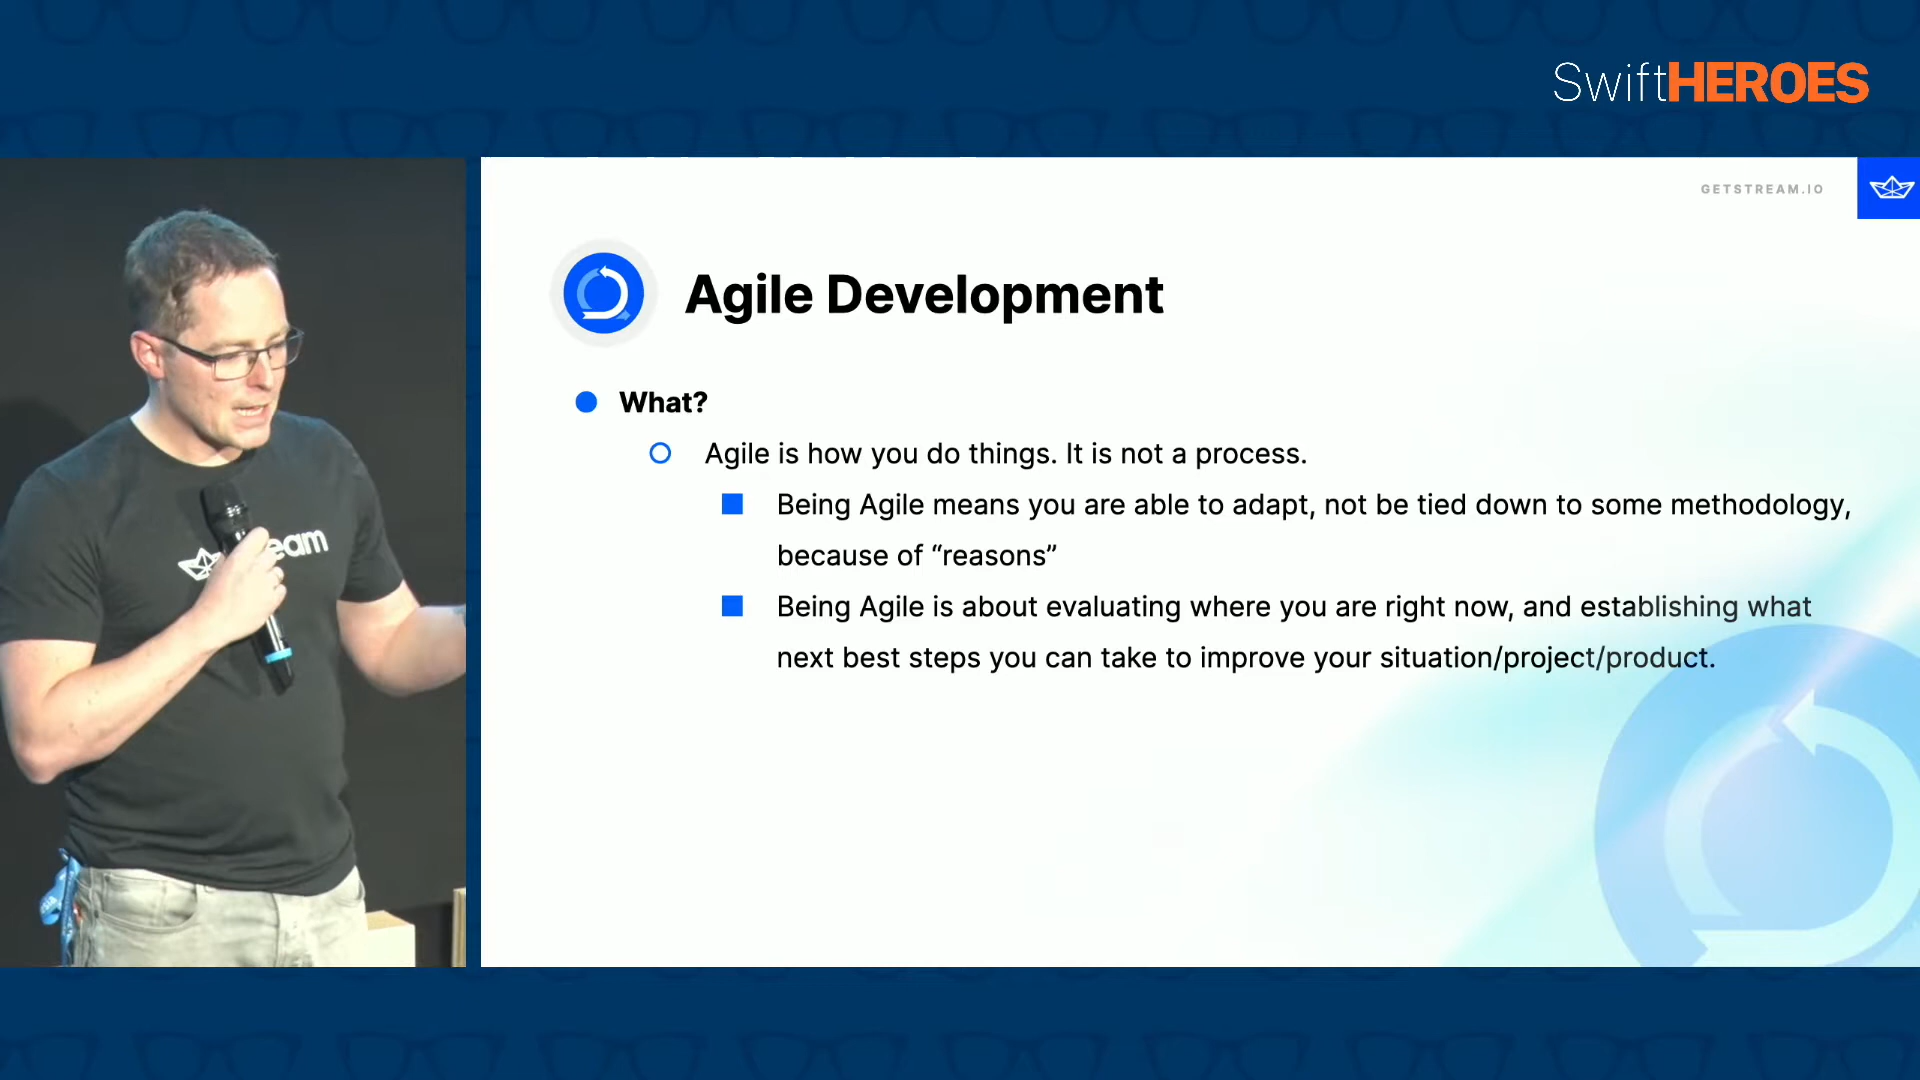 SwiftHEROES
GETSTREAM.IO
Agile Development
What?
Agile is how you do things. It is not a process.
Being Agile means you are able to adapt, not be tied down to some methodology,
because of “reasons”
Being Agile is about evaluating where you are right now, and establishing what
next best steps you can take to improve your situation/project/product.